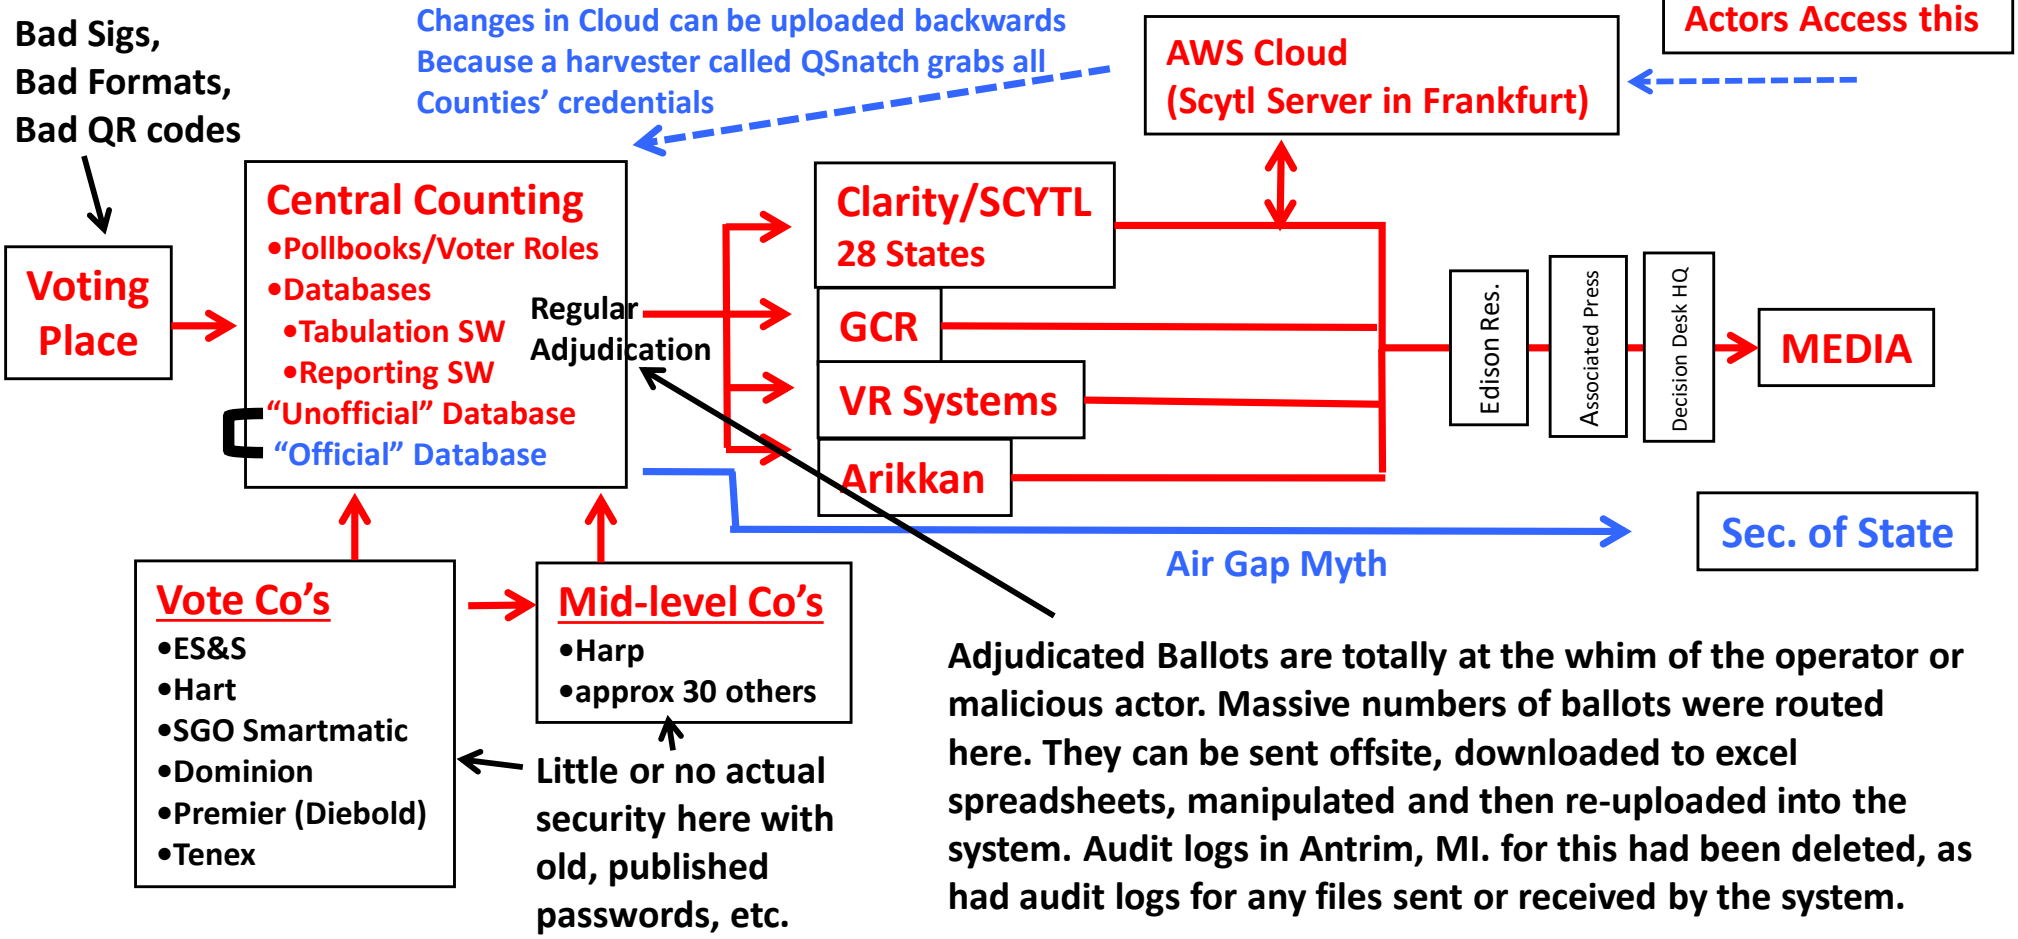 Bad Sigs,
Bad Formats,
Bad QR codes
Changes in Cloud can be uploaded backwards
Because a harvester called QSnatch grabs all
Counties’ credentials
AWS Cloud
(Scytl Server in Frankfurt)
Actors Access this
Voting
Place
Central Counting
•Pollbooks/Voter Roles
•Databases
•Tabulation SW
•Reporting SW
“Unofficial” Database
“Official” Database
Regular
Adjudication
Clarity/SCYTL
28 States
GCR
VR Systems
Arikkan
Edison Res.
Associated Press
Decision Desk HQ
MEDIA
Sec. of State
Air Gap Myth
Vote Co’s
•ES&S
•Hart
•SGO Smartmatic
•Dominion
•Premier (Diebold)
•Tenex
Mid-level Co’s
•Harp
•approx 30 others
Little or no actual
security here with
old, published
passwords, etc.
Adjudicated Ballots are totally at the whim of the operator or
malicious actor. Massive numbers of ballots were routed
here. They can be sent offsite, downloaded to excel
spreadsheets, manipulated and then re-uploaded into the
system. Audit logs in Antrim, MI. for this had been deleted, as
had audit logs for any files sent or received by the system.